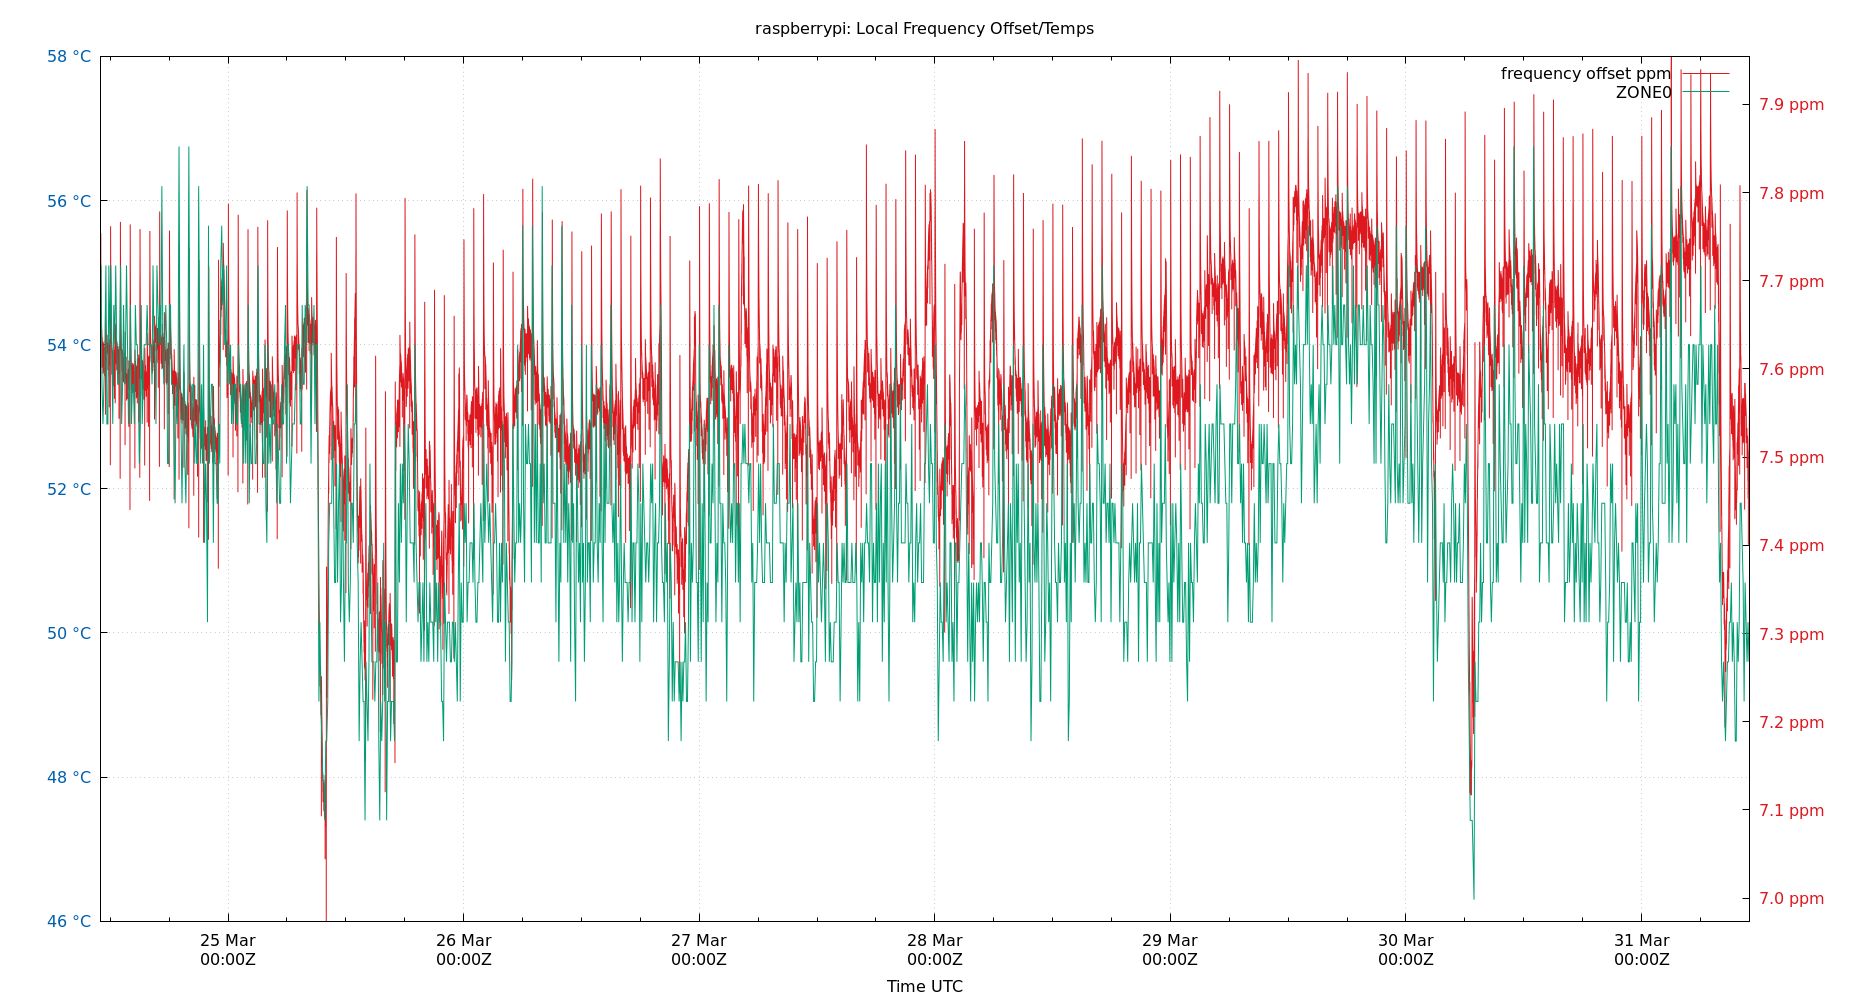 raspberrypi: Local Frequency Offset/Temps
58 °C
56 °C
54 °C
52 °C
50 °C
48 °C
46 °C
frequency offset ppm
ZONE0
7.9 ppm
7.8 ppm
7.7 ppm
7.6 ppm
7.5 ppm
7.4 ppm
7.3 ppm
7.2 ppm
7.1 ppm
7.0 ppm
25 Mar
00:00Z
26 Mar
00:00Z
27 Mar
00:00Z
28 Mar
00:00Z
29 Mar
00:00Z
30 Mar
00:00Z
31 Mar
00:00Z
Time UTC